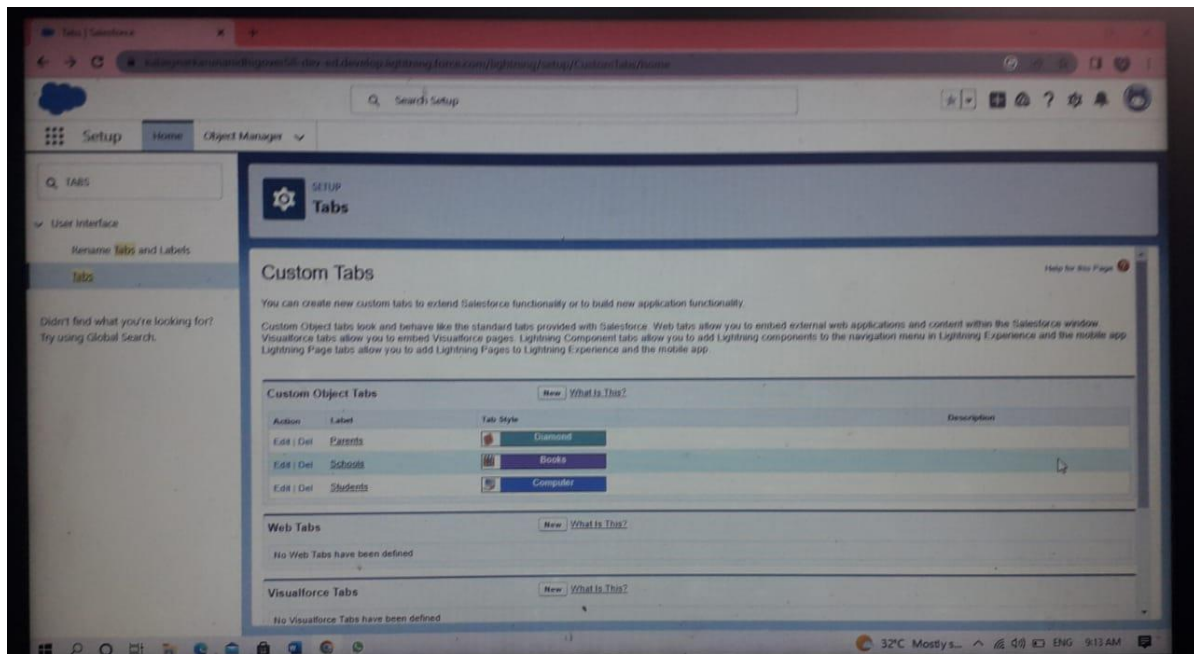 Tabs | Salesforce
Search Setup
Setup
Home
Object Manager
TABS
User Interface
Rename Tabs and Labels
Tabs
Didn't find what you're looking for?
Try using Global Search.
SETUP
Tabs
Custom Tabs
Help for this Page
You can create new custom tabs to extend Salesforce functionality or to build new application functionality.
Custom Object tabs look and behave like the standard tabs provided with Salesforce. Web tabs allow you to embed external web applications and content within the Salesforce window.
Visualforce tabs allow you to embed Visualforce pages. Lightning Component tabs allow you to add Lightning components to the navigation menu in Lightning Experience and the mobile app.
Lightning Page tabs allow you to add Lightning Pages to Lightning Experience and the mobile app.
Custom Object Tabs New What Is This?
Action Label Tab Style Description
Edit | Del Parents Diamond
Edit | Del Schools Books
Edit | Del Students Computer
Web Tabs New What Is This?
No Web Tabs have been defined
Visualforce Tabs New What Is This?
No Visualforce Tabs have been defined
32°C Mostly s... ENG 9:13 AM